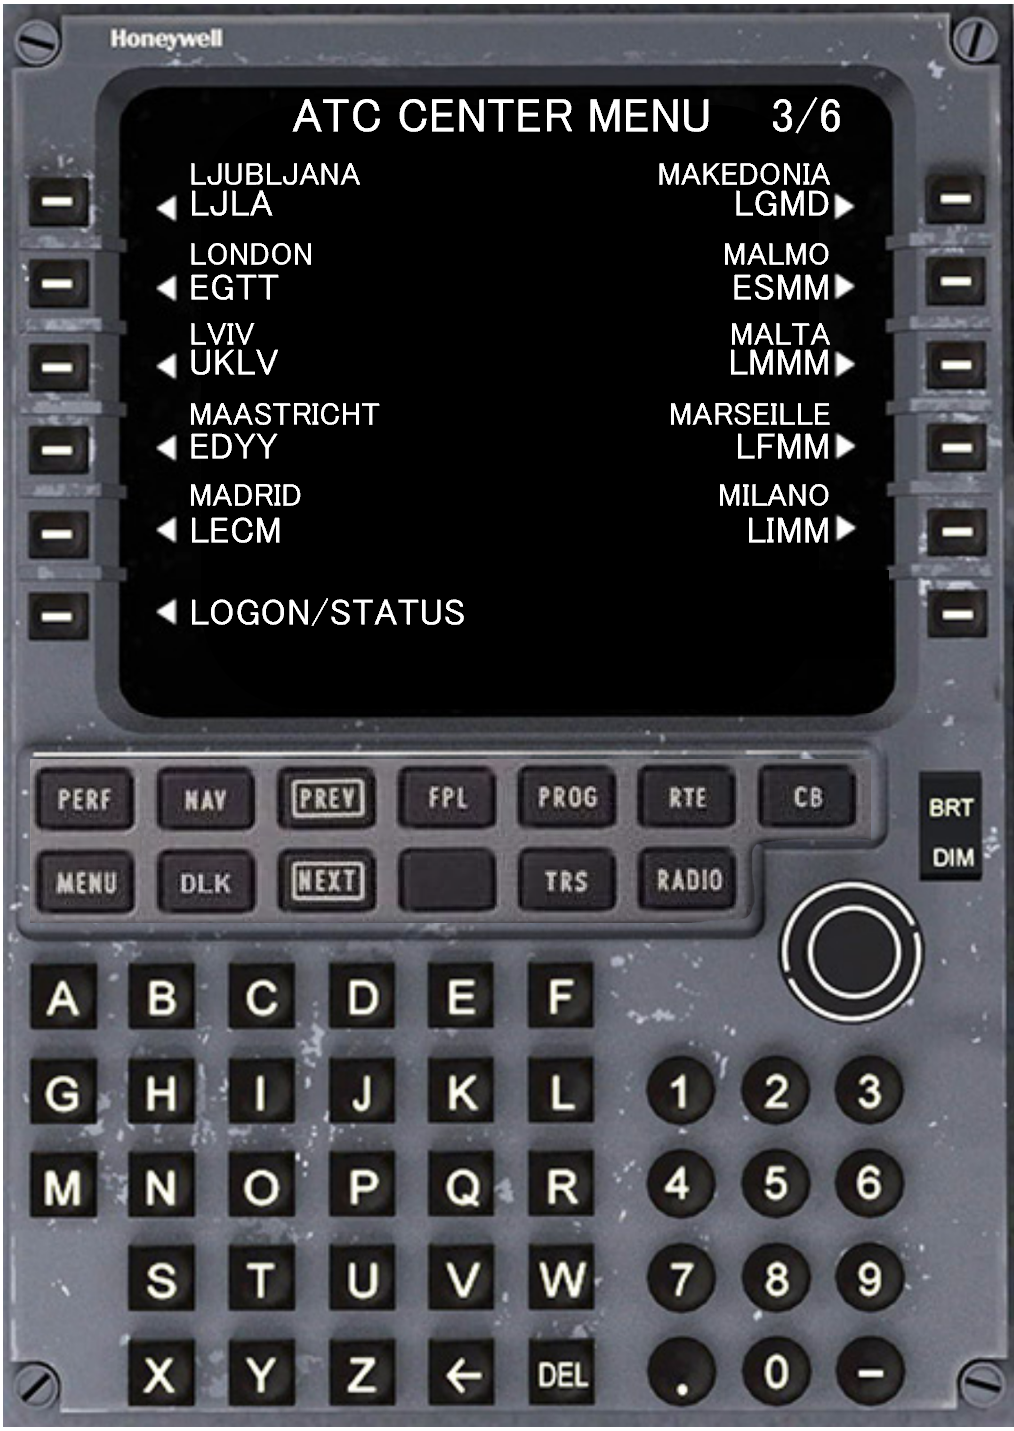 Honeywell
ATC CENTER MENU 3/6
LJUBLJANA MAKEDONIA
LJLA LGMD
LONDON MALMO
EGTT ESMM
LVIV MALTA
UKLV LMMM
MAASTRICHT MARSEILLE
EDYY LFMM
MADRID MILANO
LECM LIMM
LOGON/STATUS
PERF NAV PREV FPL PROG RTE CB
BRT
MENU DLK NEXT TRS RADIO
DIM
A B C D E F
G H I J K L 1 2 3
M N O P Q R 4 5 6
S T U V W 7 8 9
X Y Z ← DEL . 0 -